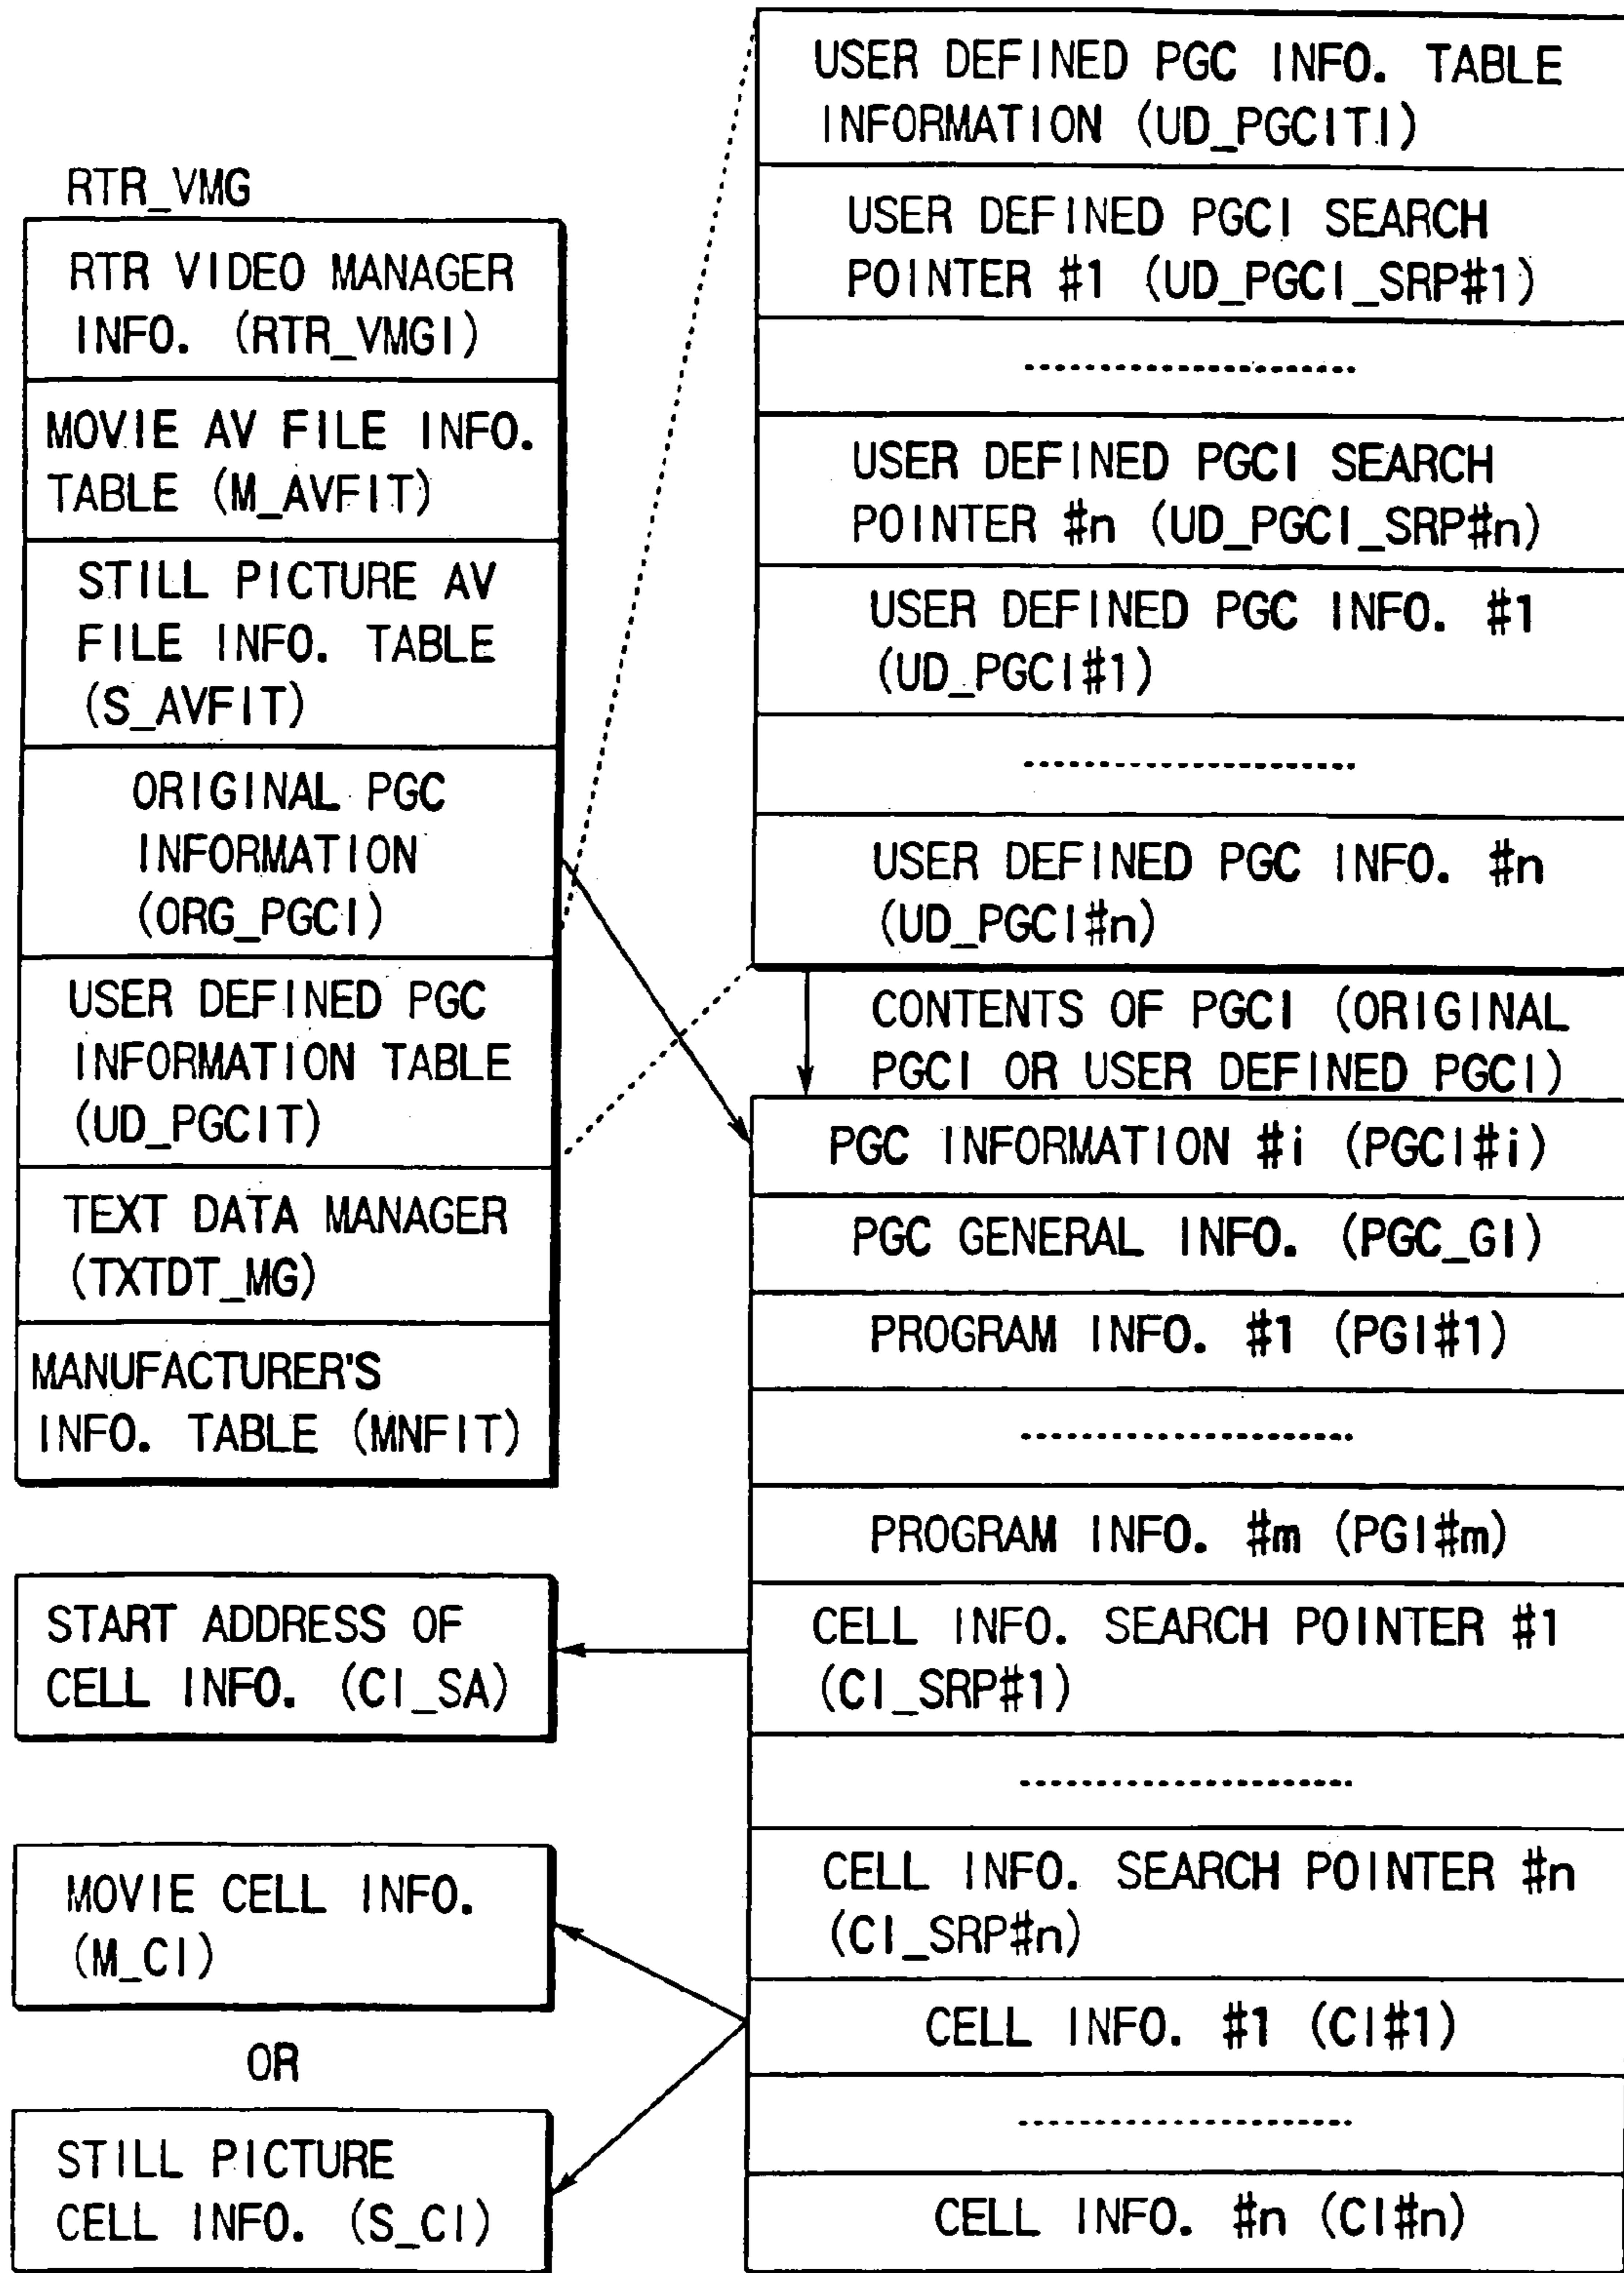 RTR_VMG
RTR VIDEO MANAGER
INFO. (RTR_VMGI)
MOVIE AV FILE INFO.
TABLE (M_AVFIT)
STILL PICTURE AV
FILE INFO. TABLE
(S_AVFIT)
ORIGINAL PGC
INFORMATION
(ORG_PGCI)
USER DEFINED PGC
INFORMATION TABLE
(UD_PGCIT)
TEXT DATA MANAGER
(TXTDT_MG)
MANUFACTURER'S
INFO. TABLE (MNFIT)
START ADDRESS OF
CELL INFO. (CI_SA)
MOVIE CELL INFO.
(M_CI)
OR
STILL PICTURE
CELL INFO. (S_CI)
USER DEFINED PGC INFO. TABLE
INFORMATION (UD_PGCITI)
USER DEFINED PGCI SEARCH
POINTER #1 (UD_PGCI_SRP#1)
USER DEFINED PGCI SEARCH
POINTER #n (UD_PGCI_SRP#n)
USER DEFINED PGC INFO. #1
(UD_PGCI#1)
USER DEFINED PGC INFO. #n
(UD_PGCI#n)
CONTENTS OF PGCI (ORIGINAL
PGCI OR USER DEFINED PGCI)
PGC INFORMATION #i (PGCI#i)
PGC GENERAL INFO. (PGC_GI)
PROGRAM INFO. #1 (PGI#1)
PROGRAM INFO. #m (PGI#m)
CELL INFO. SEARCH POINTER #1
(CI_SRP#1)
CELL INFO. SEARCH POINTER #n
(CI_SRP#n)
CELL INFO. #1 (CI#1)
CELL INFO. #n (CI#n)